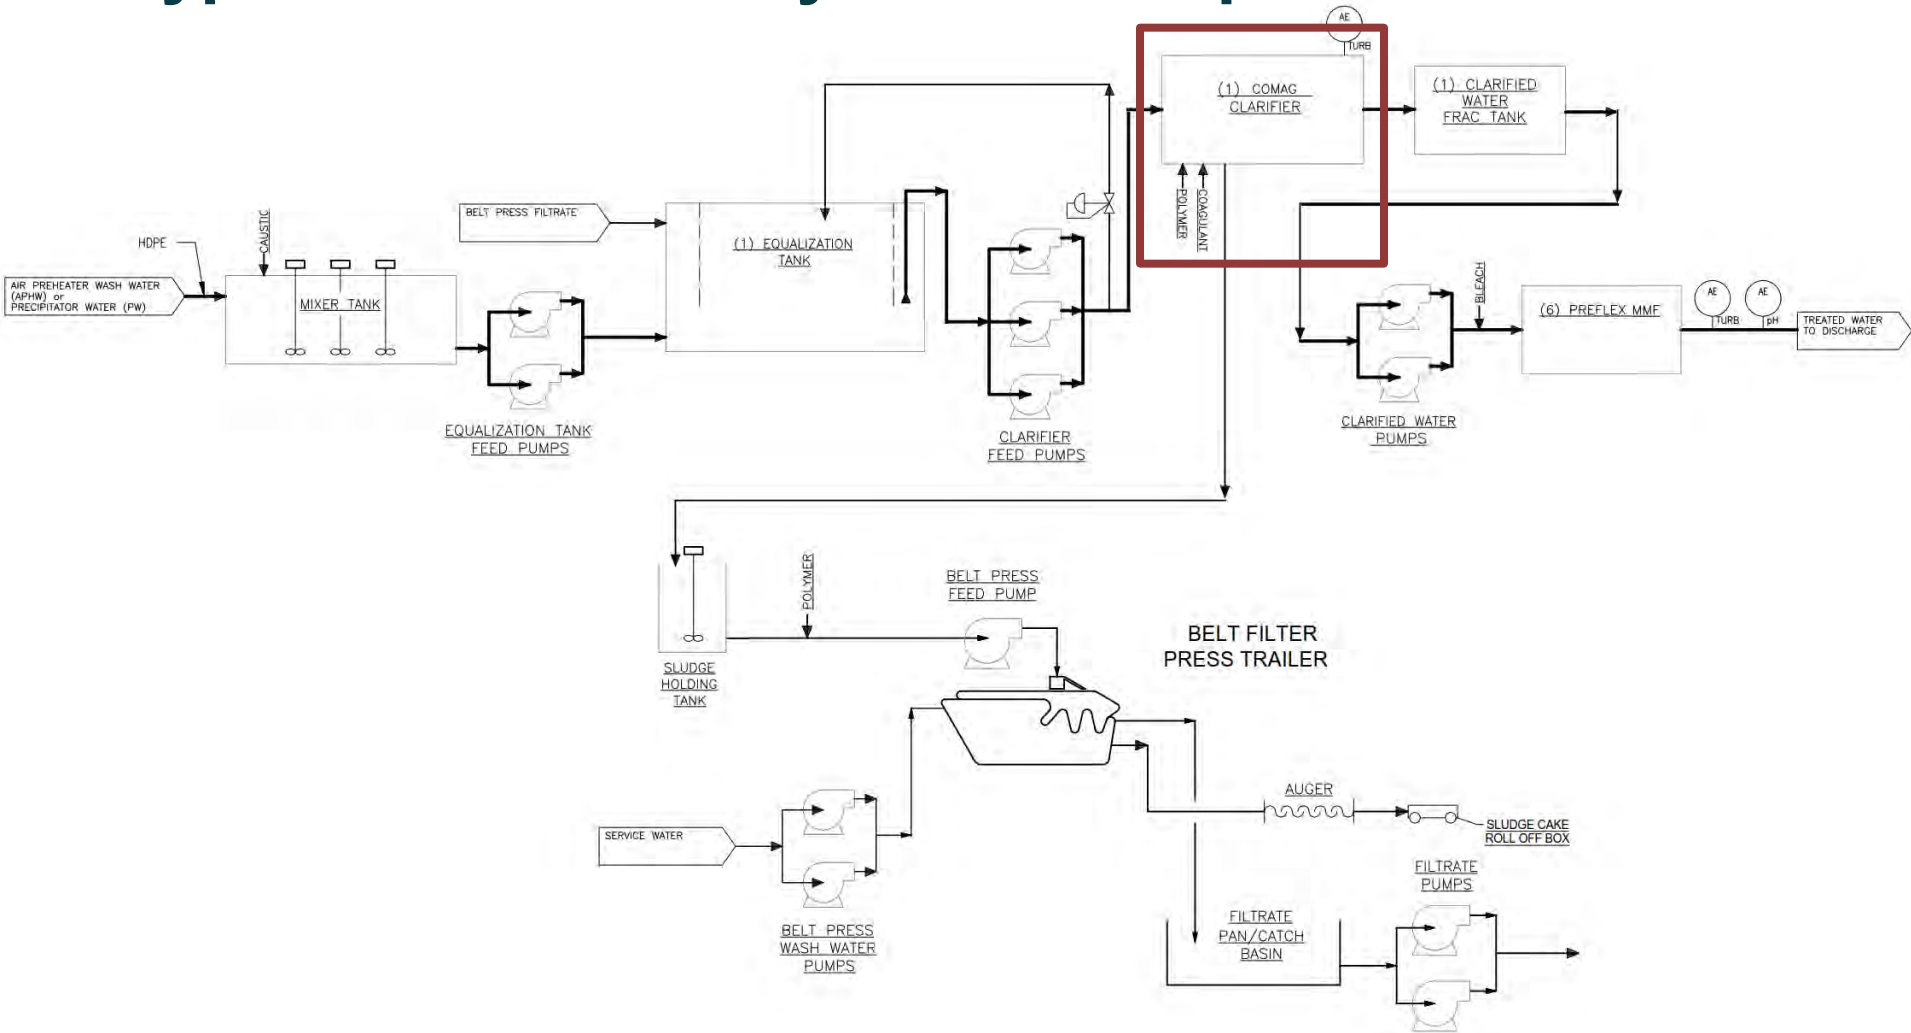 AE
TURB
(1) COMAG
CLARIFIER
(1) CLARIFIED
WATER
FRAC TANK
POLYMER
COAGULANT
BELT PRESS FILTRATE
(1) EQUALIZATION
TANK
HDPE
CAUSTIC
AIR PREHEATER WASH WATER
(APHW) or
PRECIPITATOR WATER (PW)
MIXER TANK
EQUALIZATION TANK
FEED PUMPS
CLARIFIER
FEED PUMPS
BLEACH
CLARIFIED WATER
PUMPS
(6) PREFLEX MMF
AE
TURB
AE
pH
TREATED WATER
TO DISCHARGE
SLUDGE
HOLDING
TANK
POLYMER
BELT PRESS
FEED PUMP
BELT FILTER
PRESS TRAILER
SERVICE WATER
BELT PRESS
WASH WATER
PUMPS
AUGER
SLUDGE CAKE
ROLL OFF BOX
FILTRATE
PUMPS
FILTRATE
PAN/CATCH
BASIN